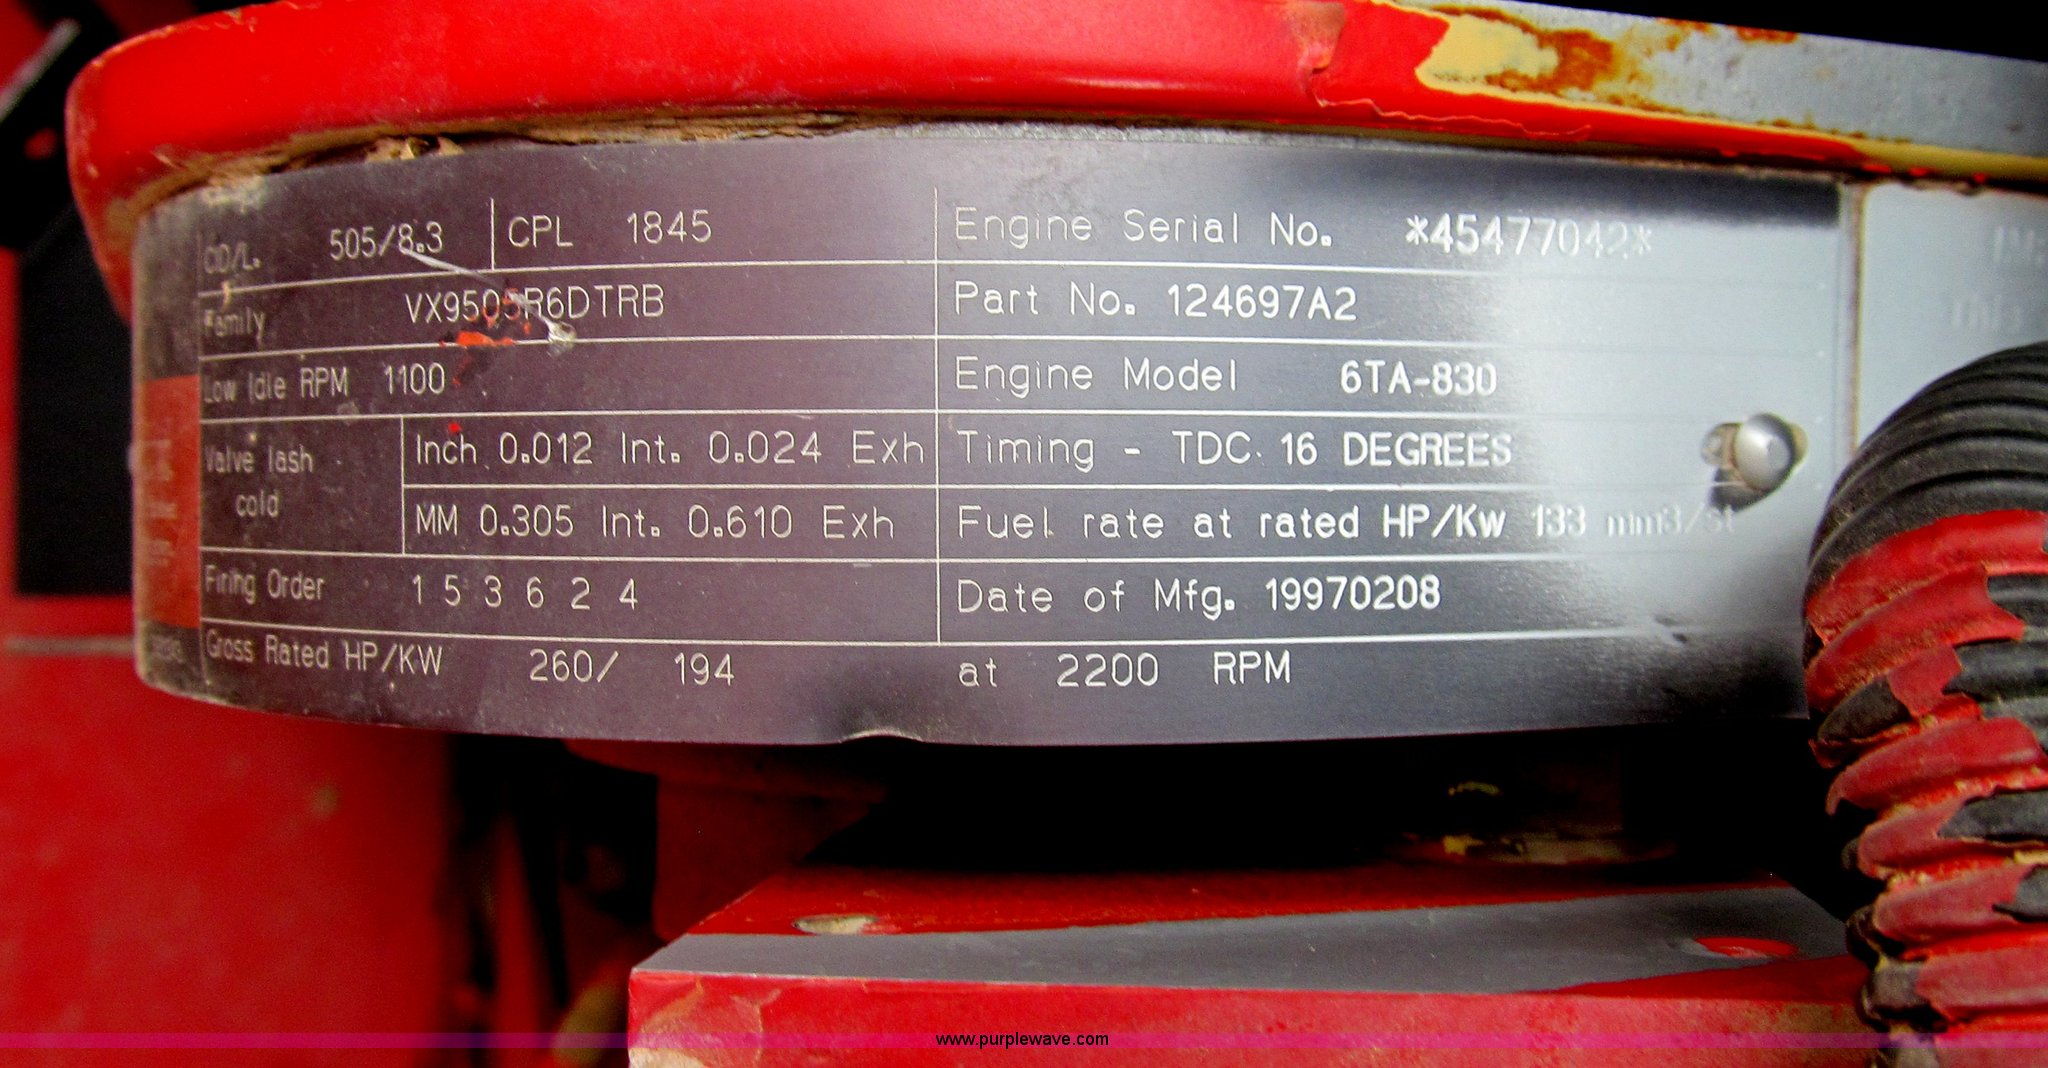 CID/L. 505/8.3 CPL 1845 Engine Serial No. *45477042*
Family VX9505R6DTRB Part No. 124697A2
Low Idle RPM 1100 Engine Model 6TA-830
Valve lash cold
Inch 0.012 Int. 0.024 Exh Timing - TDC 16 DEGREES
MM 0.305 Int. 0.610 Exh Fuel rate at rated HP/Kw 133 mm3/st
Firing Order 1 5 3 6 2 4 Date of Mfg. 19970208
Gross Rated HP/KW 260/ 194 at 2200 RPM
this
www.purplewave.com